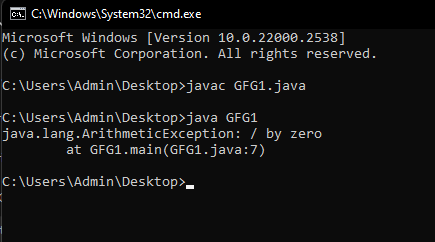 C:\Windows\System32\cmd.exe
Microsoft Windows [Version 10.0.22000.2538]
(c) Microsoft Corporation. All rights reserved.
C:\Users\Admin\Desktop>javac GFG1.java
C:\Users\Admin\Desktop>java GFG1
java.lang.ArithmeticException: / by zero
        at GFG1.main(GFG1.java:7)
C:\Users\Admin\Desktop>